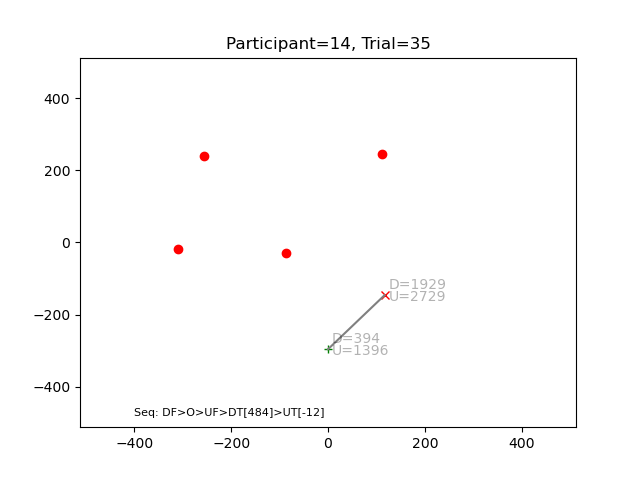 Participant=14, Trial=35
400
200
0
−200
−400
D=1929
U=2729
D=394
U=1396
Seq: DF>O>UF>DT[484]>UT[-12]
−400
−200
0
200
400